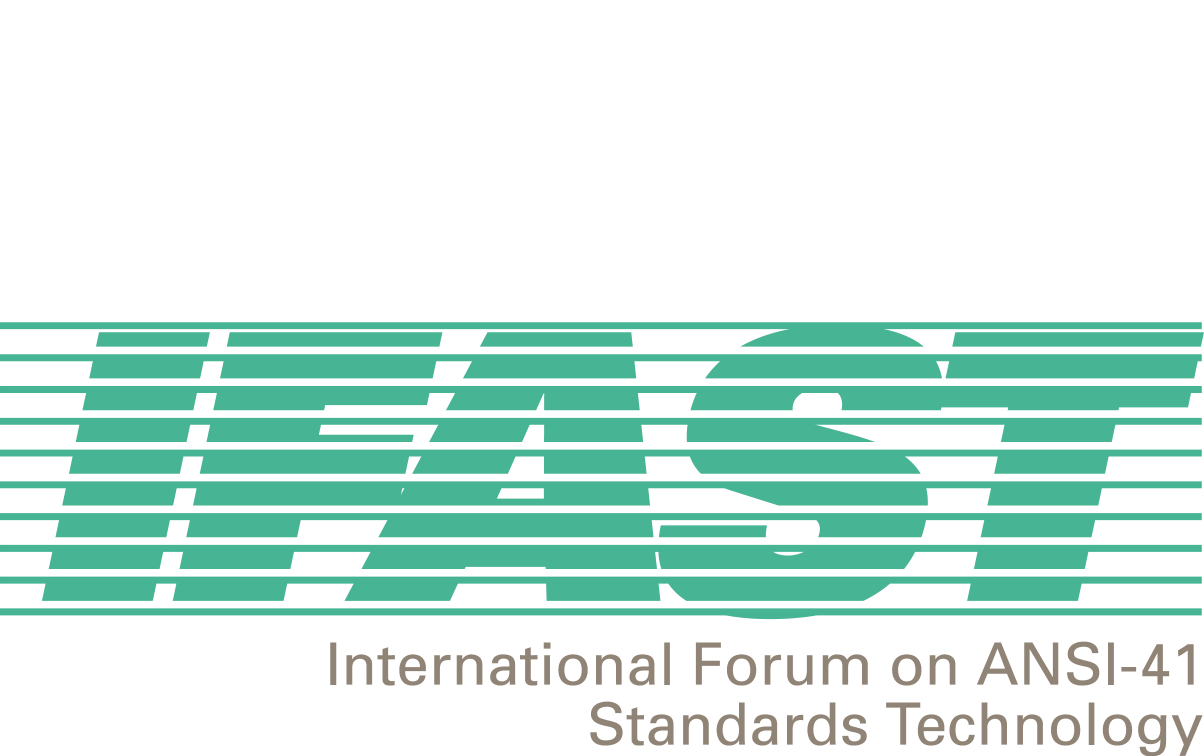 IFAST
International Forum on ANSI-41
Standards Technology